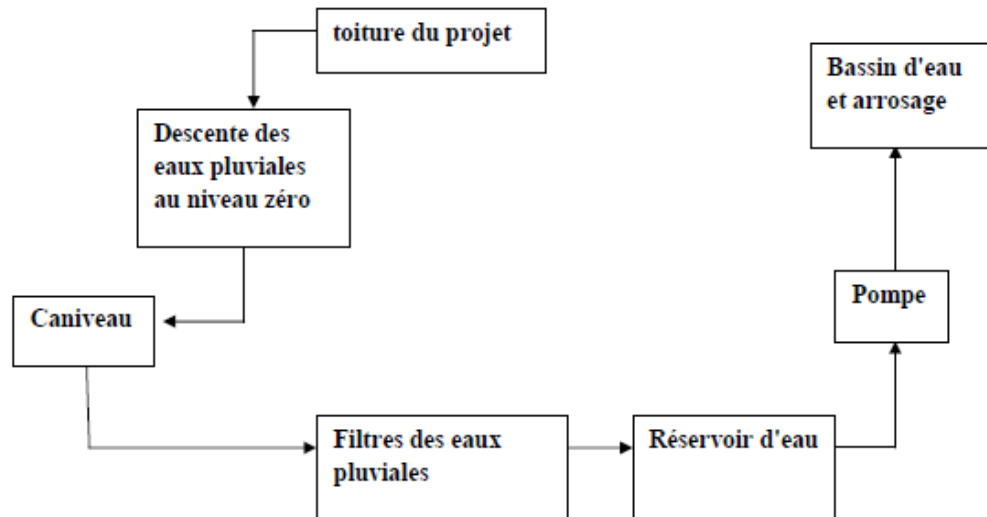 toiture du projet
Descente des
eaux pluviales
au niveau zéro
Caniveau
Filtres des eaux
pluviales
Réservoir d'eau
Pompe
Bassin d'eau
et arrosage